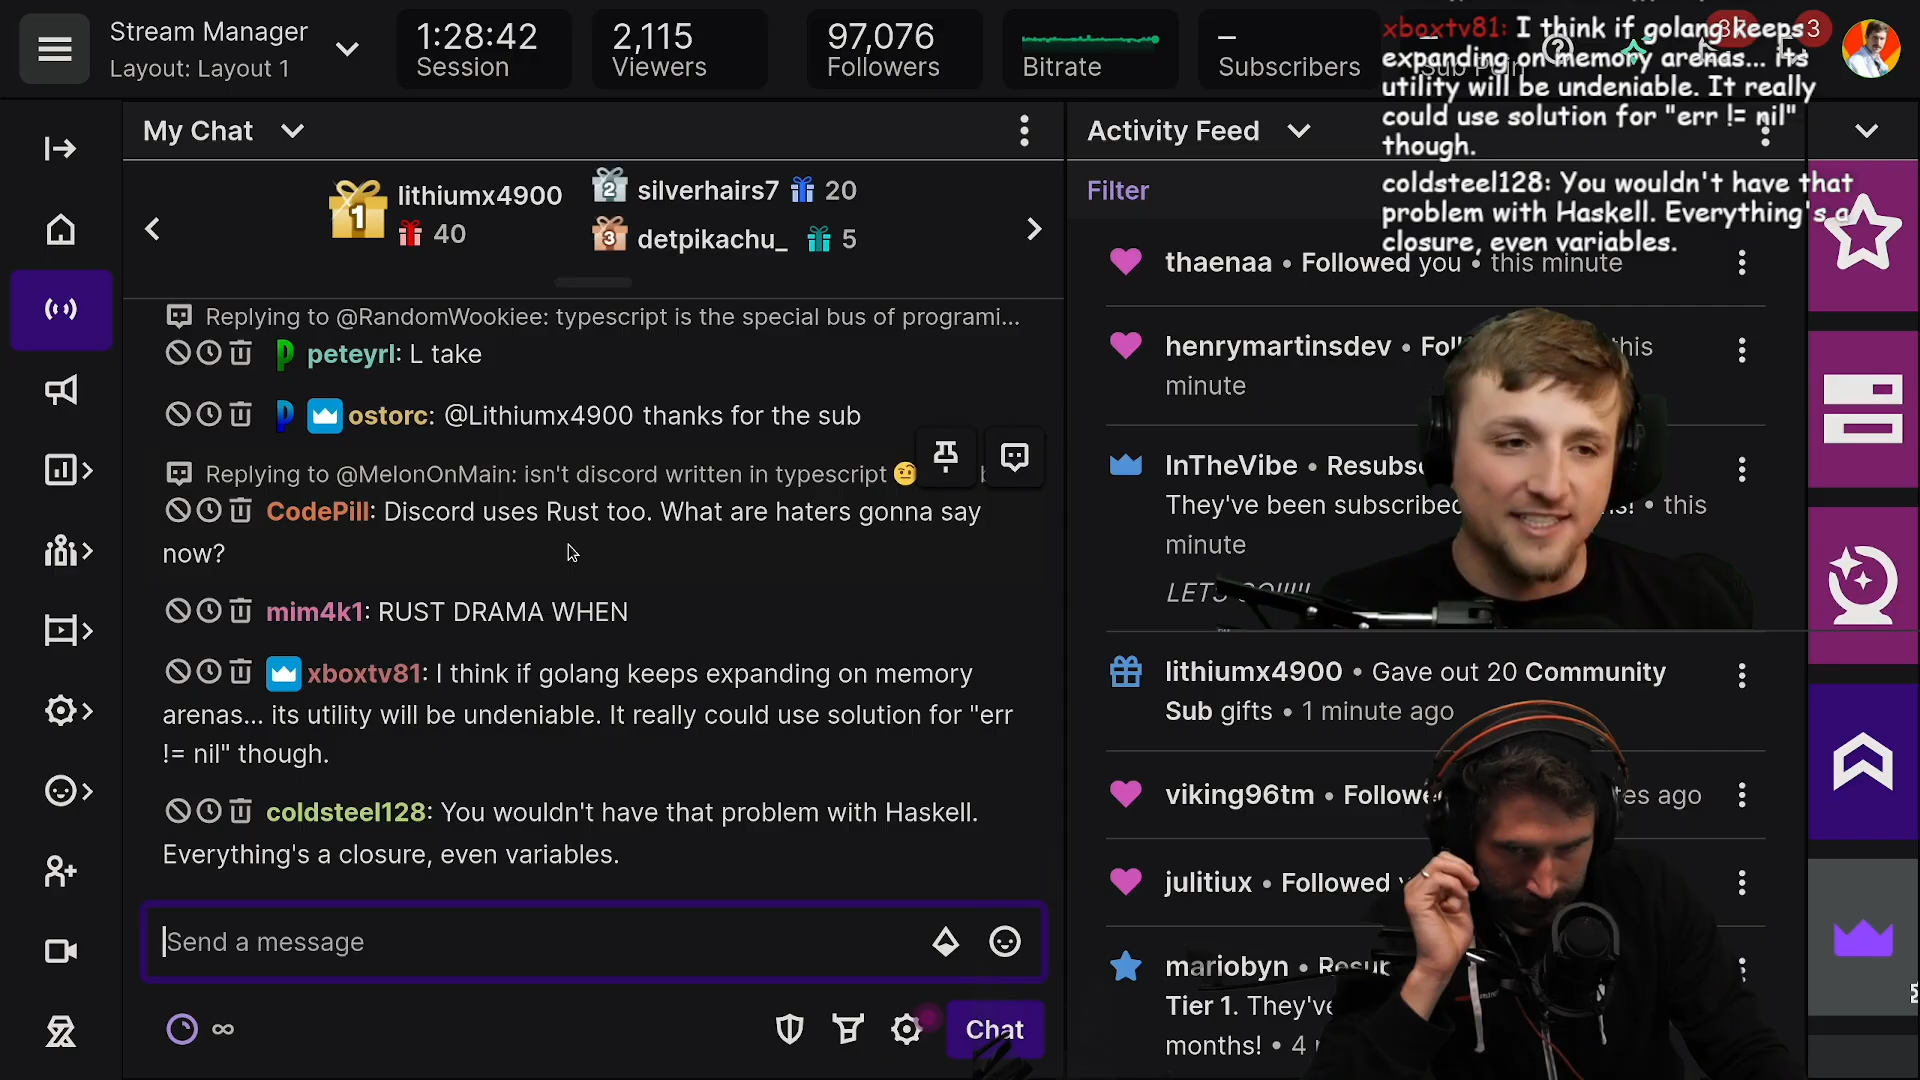 Stream Manager
Layout: Layout 1
1:28:42
Session
2,115
Viewers
97,076
Followers
Bitrate
–
Subscribers
xboxtv81: I think if golang keeps
expanding on memory arenas... its
utility will be undeniable. It really
could use solution for "err != nil"
though.
coldsteel128: You wouldn't have that
problem with Haskell. Everything's a
closure, even variables.
3
My Chat
1
lithiumx4900
40
2
silverhairs7 20
3
detpikachu_ 5
Replying to @RandomWookiee: typescript is the special bus of programi...
peteyrl: L take
ostorc: @Lithiumx4900 thanks for the sub
Replying to @MelonOnMain: isn't discord written in typescript 🤨
CodePill: Discord uses Rust too. What are haters gonna say
now?
mim4k1: RUST DRAMA WHEN
xboxtv81: I think if golang keeps expanding on memory
arenas... its utility will be undeniable. It really could use solution for "err
!= nil" though.
coldsteel128: You wouldn't have that problem with Haskell.
Everything's a closure, even variables.
Send a message
∞
Chat
Activity Feed
Filter
thaenaa • Followed you • this minute
henrymartinsdev • this
minute
InTheVibe •
They've been subscribed • this
minute
lithiumx4900 • Gave out 20 Community
Sub gifts • 1 minute ago
viking96tm • ago
julitiux • Followed
mariobyn •
Tier 1. They've
months! • 4